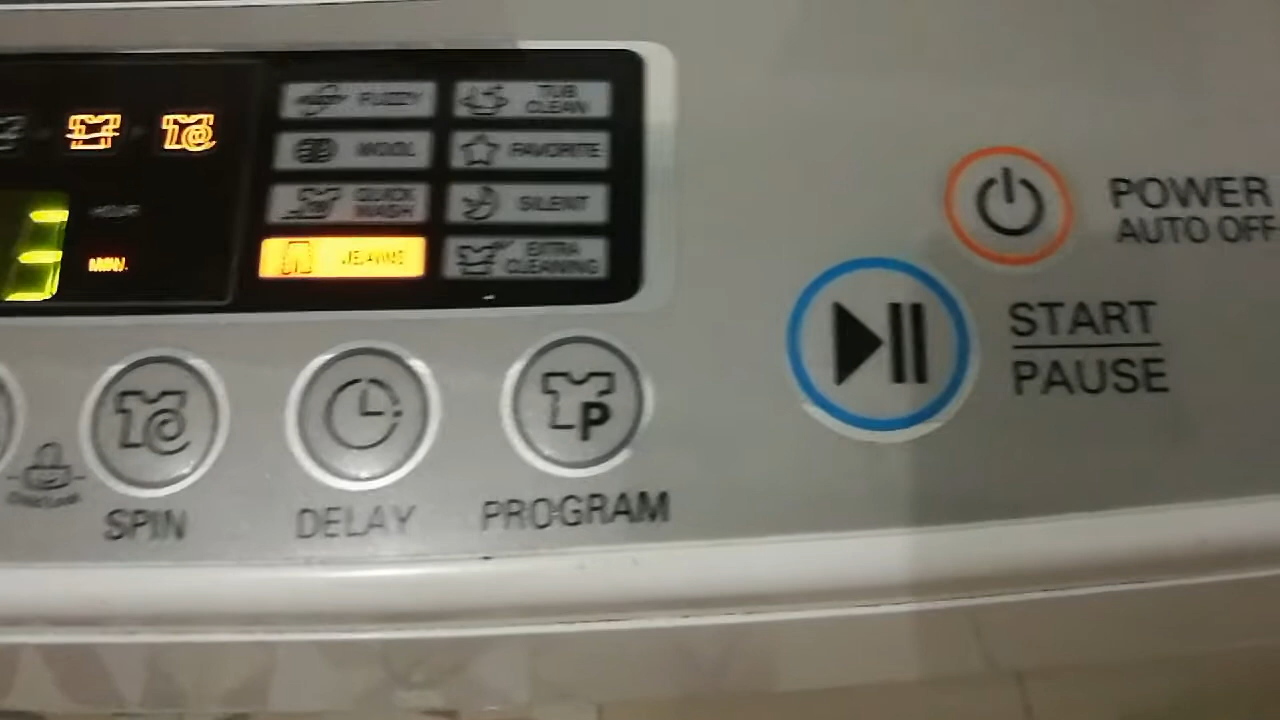 FUZZY
TUB
CLEAN
WOOL
FAVORITE
QUICK
WASH
SILENT
JEANS
EXTRA
CLEANING
HOUR
MIN.
POWER
AUTO OFF
START
PAUSE
P
SPIN
DELAY
PROGRAM